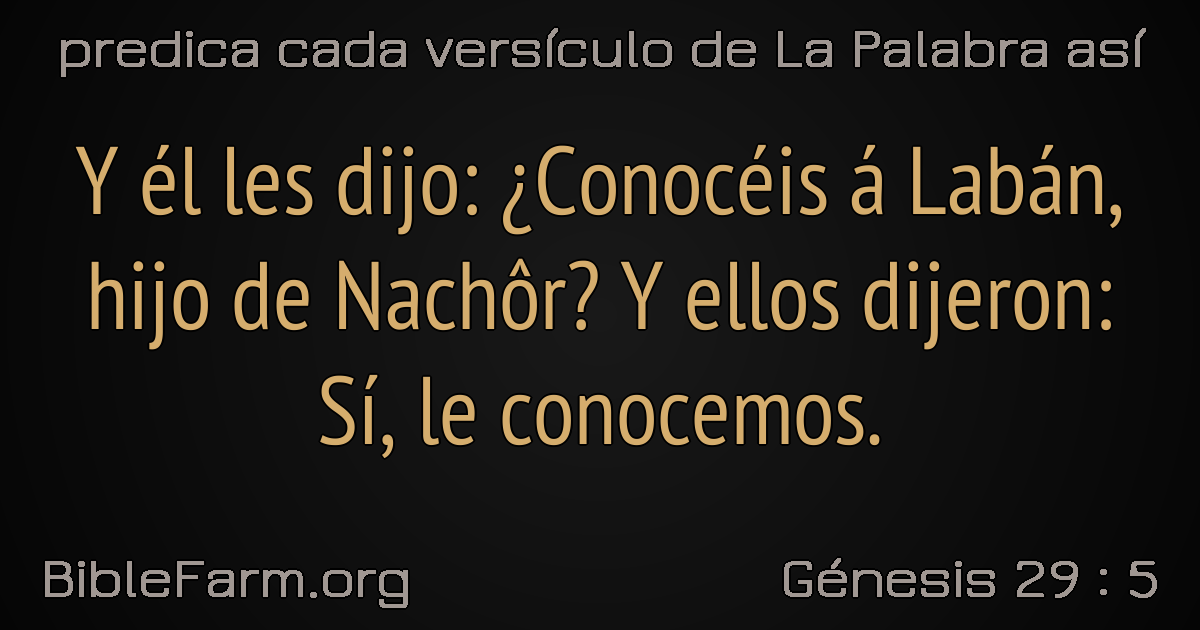 predica cada versículo de La Palabra así
Y él les dijo: ¿Conocéis á Labán,
hijo de Nachôr? Y ellos dijeron:
Sí, le conocemos.
BibleFarm.org
Génesis 29 : 5